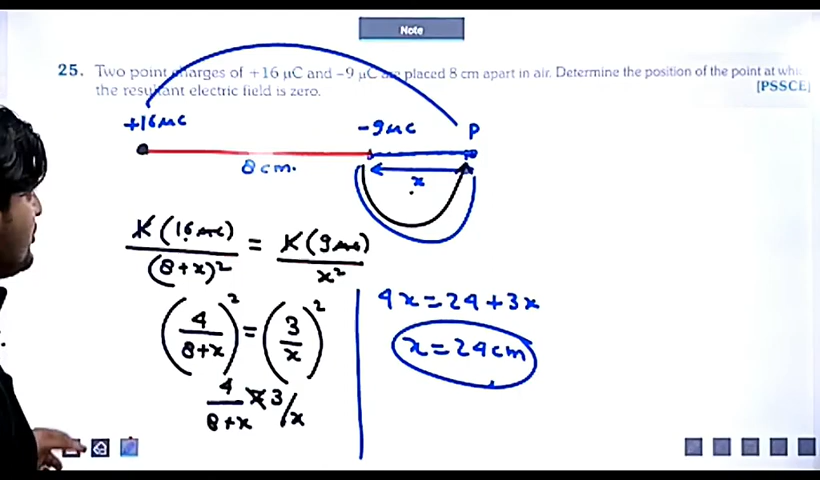 Note
25. Two point charges of +16 μC and –9 μC are placed 8 cm apart in air. Determine the position of the point at
the resultant electric field is zero. [PSSCE]
+16μC -9μC P
8 cm. x
K(16μC)/(8+x)² = K(9μC)/x²
(4/(8+x))² = (3/x)²
4/(8+x) = 3/x
4x = 24 + 3x
x = 24 cm